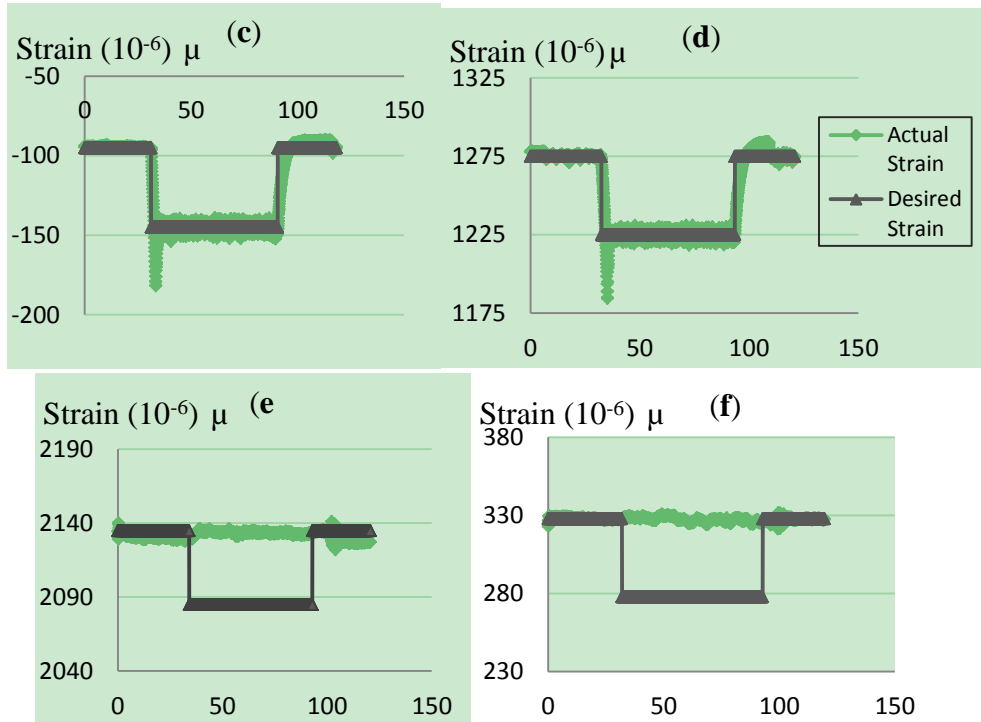 Strain (10-6) μ (c)
-50
0 50 100 150
-100
-150
-200
Strain (10-6) μ (d)
1325
1275
1225
1175
0 50 100 150
Actual
Strain
Desired
Strain
Strain (10-6) μ (e
2190
2140
2090
2040
0 50 100 150
Strain (10-6) μ (f)
380
330
280
230
0 50 100 150